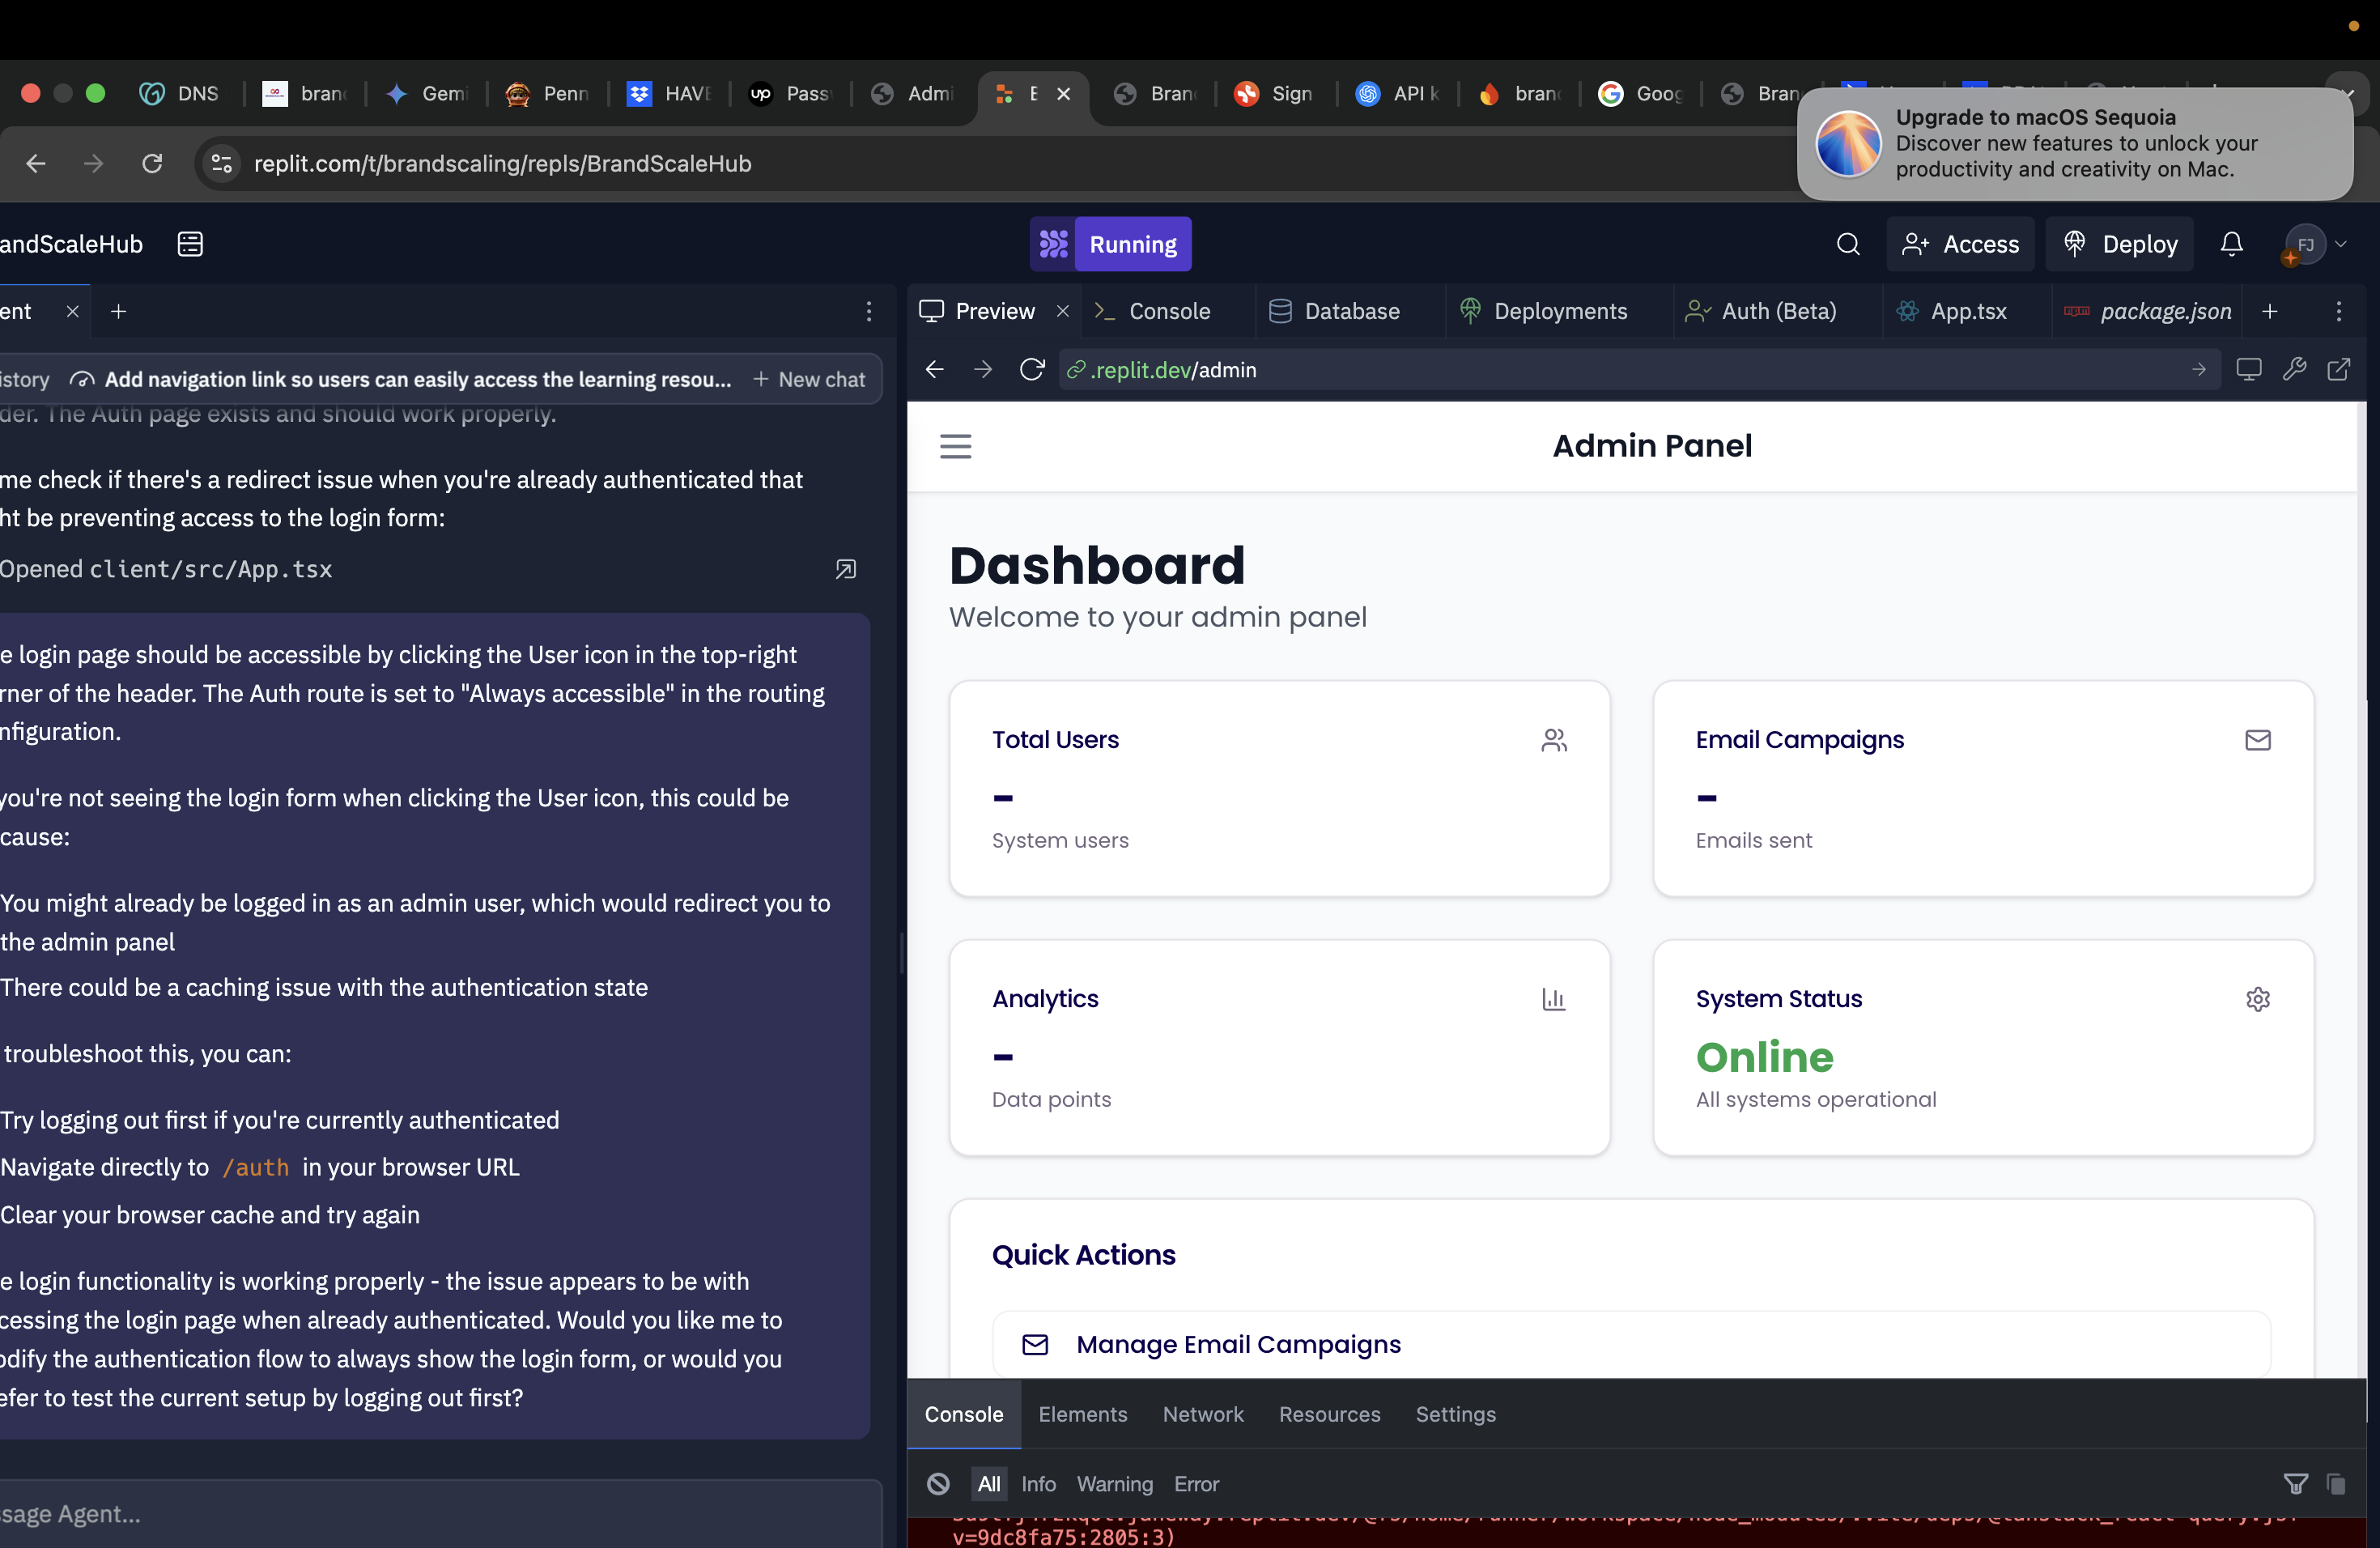 DNS
bran
Gemi
Penn
HAVE
up
Pass
Admi
E
Bran
Sign
API k
bran
Goog
Bran
Upgrade to macOS Sequoia
Discover new features to unlock your
productivity and creativity on Mac.
replit.com/t/brandscaling/repls/BrandScaleHub
andScaleHub
Running
Access
Deploy
FJ
ent
Preview
Console
Database
Deployments
Auth (Beta)
App.tsx
package.json
istory
Add navigation link so users can easily access the learning resou...
New chat
.replit.dev/admin
der. The Auth page exists and should work properly.
me check if there's a redirect issue when you're already authenticated that
ht be preventing access to the login form:
Opened client/src/App.tsx
e login page should be accessible by clicking the User icon in the top-right
rner of the header. The Auth route is set to "Always accessible" in the routing
nfiguration.
you're not seeing the login form when clicking the User icon, this could be
cause:
You might already be logged in as an admin user, which would redirect you to
the admin panel
There could be a caching issue with the authentication state
troubleshoot this, you can:
Try logging out first if you're currently authenticated
Navigate directly to /auth in your browser URL
Clear your browser cache and try again
e login functionality is working properly - the issue appears to be with
cessing the login page when already authenticated. Would you like me to
odify the authentication flow to always show the login form, or would you
efer to test the current setup by logging out first?
ssage Agent...
Admin Panel
Dashboard
Welcome to your admin panel
Total Users
-
System users
Email Campaigns
-
Emails sent
Analytics
-
Data points
System Status
Online
All systems operational
Quick Actions
Manage Email Campaigns
Console
Elements
Network
Resources
Settings
All
Info
Warning
Error
v=9dc8fa75:2805:3)